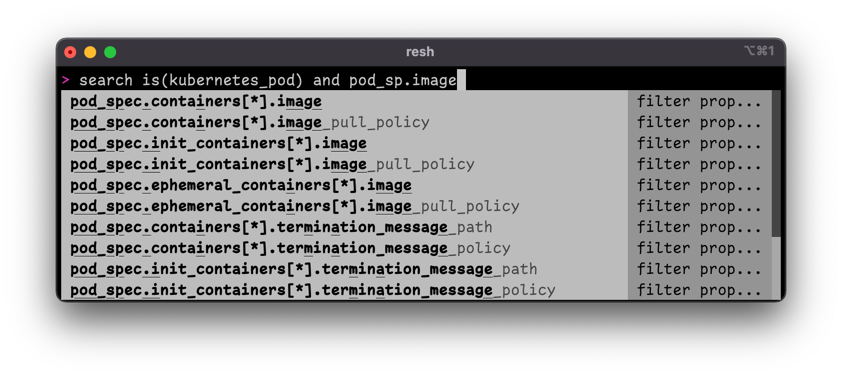 resh
⌥⌘1
> search is(kubernetes_pod) and pod_sp.image
pod_spec.containers[*].image filter prop...
pod_spec.containers[*].image_pull_policy filter prop...
pod_spec.init_containers[*].image filter prop...
pod_spec.init_containers[*].image_pull_policy filter prop...
pod_spec.ephemeral_containers[*].image filter prop...
pod_spec.ephemeral_containers[*].image_pull_policy filter prop...
pod_spec.containers[*].termination_message_path filter prop...
pod_spec.containers[*].termination_message_policy filter prop...
pod_spec.init_containers[*].termination_message_path filter prop...
pod_spec.init_containers[*].termination_message_policy filter prop...